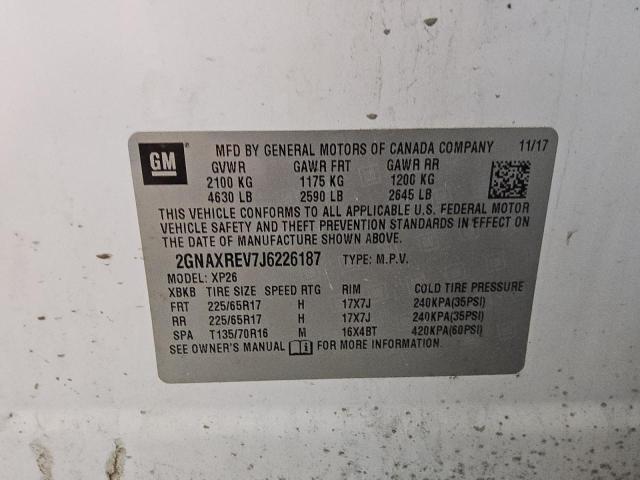 GM
MFD BY GENERAL MOTORS OF CANADA COMPANY 11/17
GVWR GAWR FRT GAWR RR
2100 KG 1175 KG 1200 KG
4630 LB 2590 LB 2645 LB
THIS VEHICLE CONFORMS TO ALL APPLICABLE U.S. FEDERAL MOTOR
VEHICLE SAFETY AND THEFT PREVENTION STANDARDS IN EFFECT ON THE
DATE OF MANUFACTURE SHOWN ABOVE.
2GNAXREV7J6226187 TYPE: M.P.V.
MODEL: XP26
XBKB TIRE SIZE SPEED RTG RIM COLD TIRE PRESSURE
FRT 225/65R17 H 17X7J 240KPA(35PSI)
RR 225/65R17 H 17X7J 240KPA(35PSI)
SPA T135/70R16 M 16X4BT 420KPA(60PSI)
SEE OWNER'S MANUAL i FOR MORE INFORMATION.